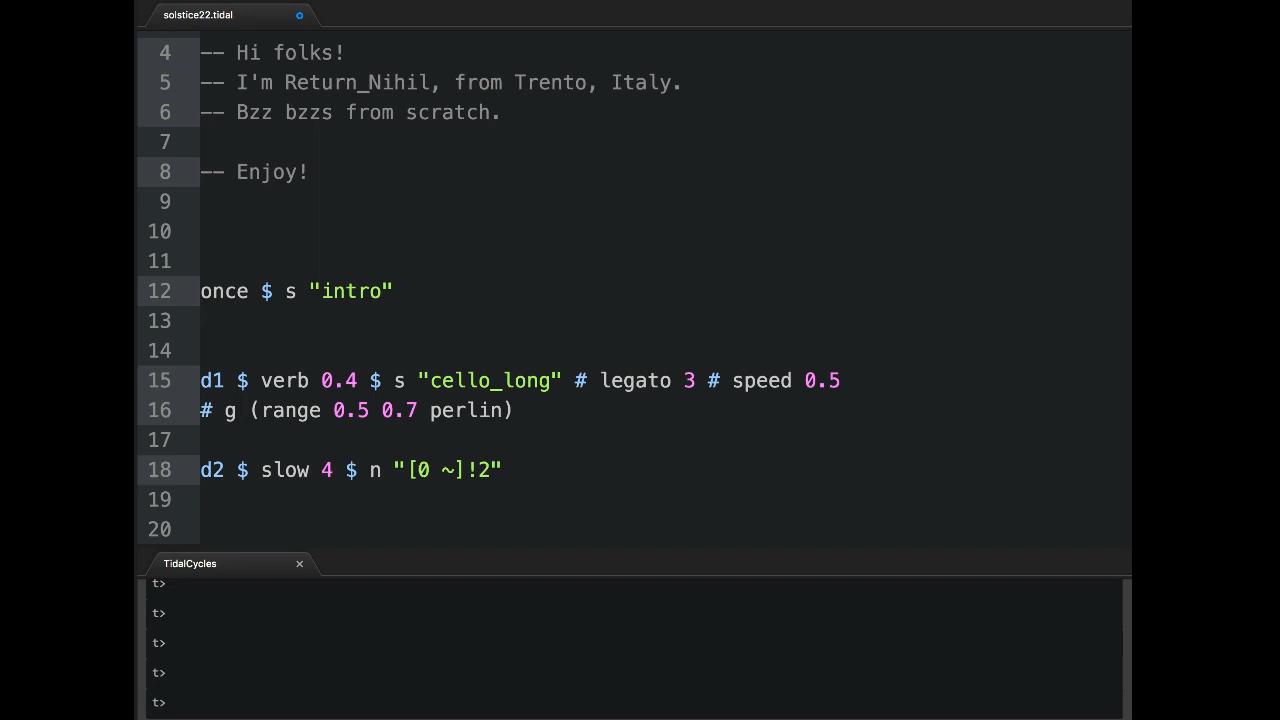 solstice22.tidal
4 -- Hi folks!
5 -- I'm Return_Nihil, from Trento, Italy.
6 -- Bzz bzzs from scratch.
7
8 -- Enjoy!
9
10
11
12 once $ s "intro"
13
14
15 d1 $ verb 0.4 $ s "cello_long" # legato 3 # speed 0.5
16 # g (range 0.5 0.7 perlin)
17
18 d2 $ slow 4 $ n "[0 ~]!2"
19
20
TidalCycles ×
t>
t>
t>
t>
t>